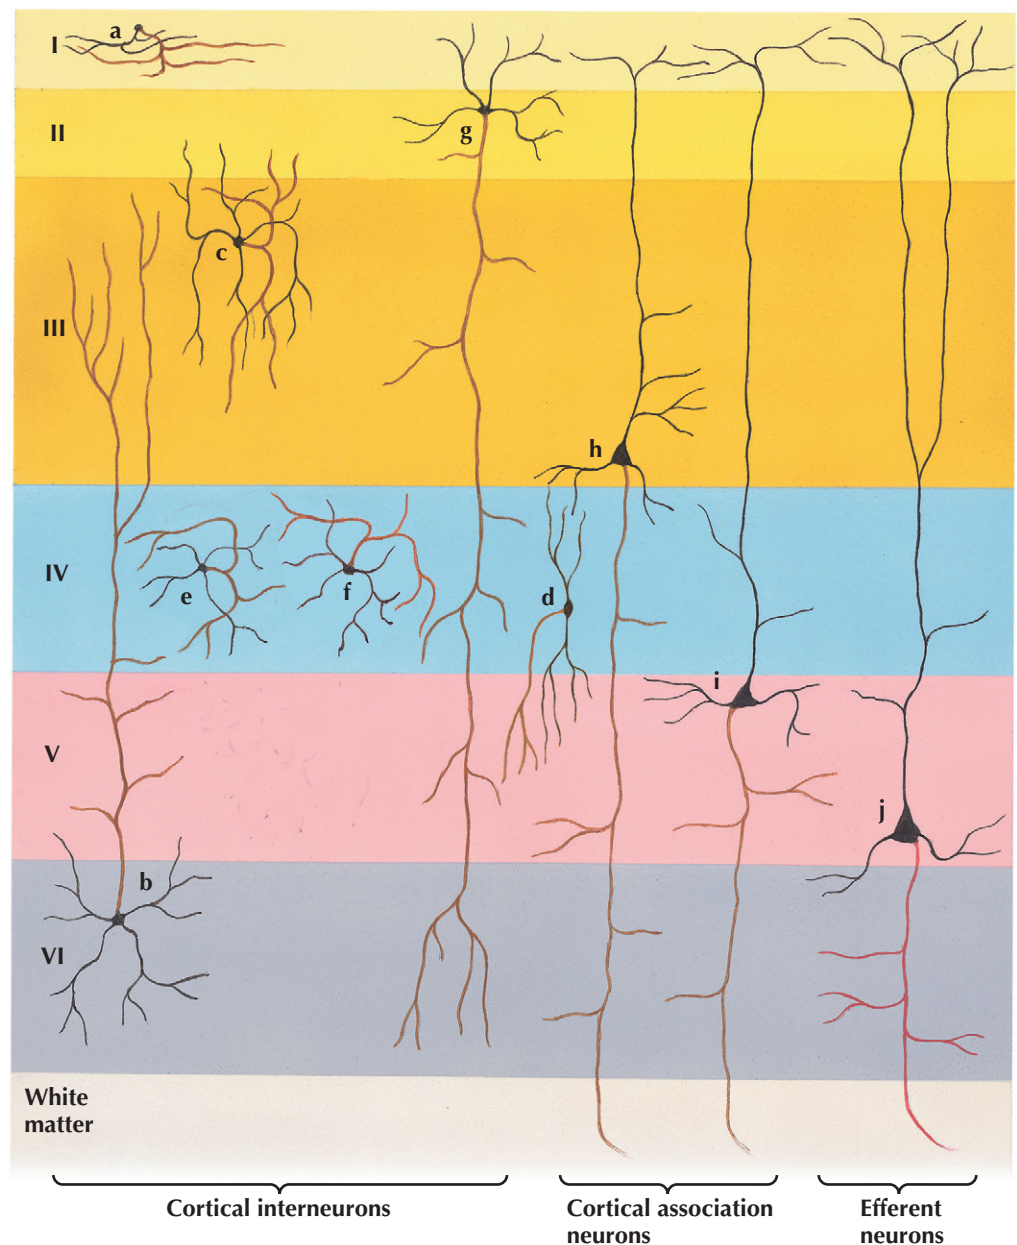 I
a
II
g
c
III
h
IV
e
f
d
i
V
j
b
VI
White
matter
Cortical interneurons
Cortical association
neurons
Efferent
neurons